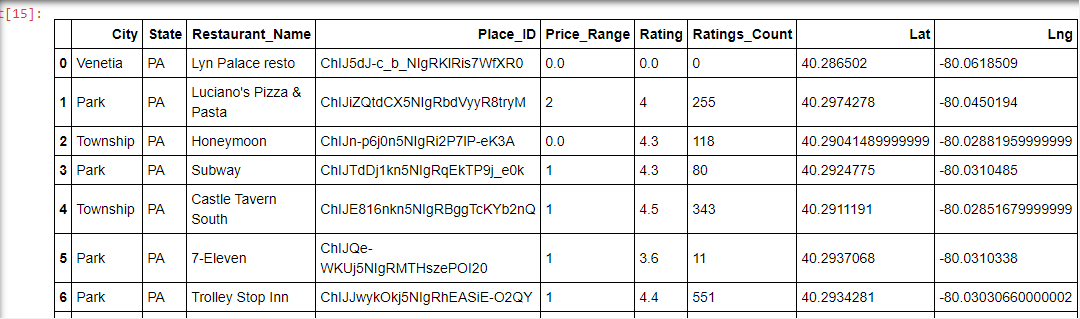 t[15]:
City State Restaurant_Name Place_ID Price_Range Rating Ratings_Count Lat Lng
0 Venetia PA Lyn Palace resto ChIJ5dJ-c_b_NIgRKlRis7WfXR0 0.0 0.0 0 40.286502 -80.0618509
1 Park PA Luciano's Pizza & Pasta ChIJiZQtdCX5NIgRbdVyyR8tryM 2 4 255 40.2974278 -80.0450194
2 Township PA Honeymoon ChIJn-p6j0n5NIgRi2P7IP-eK3A 0.0 4.3 118 40.29041489999999 -80.02881959999999
3 Park PA Subway ChIJTdDj1kn5NIgRqEkTP9j_e0k 1 4.3 80 40.2924775 -80.0310485
4 Township PA Castle Tavern South ChIJE816nkn5NIgRBggTcKYb2nQ 1 4.5 343 40.2911191 -80.02851679999999
5 Park PA 7-Eleven ChIJQe-WKUj5NIgRMTHszePOI20 1 3.6 11 40.2937068 -80.0310338
6 Park PA Trolley Stop Inn ChIJJwykOkj5NIgRhEASiE-O2QY 1 4.4 551 40.2934281 -80.03030660000002